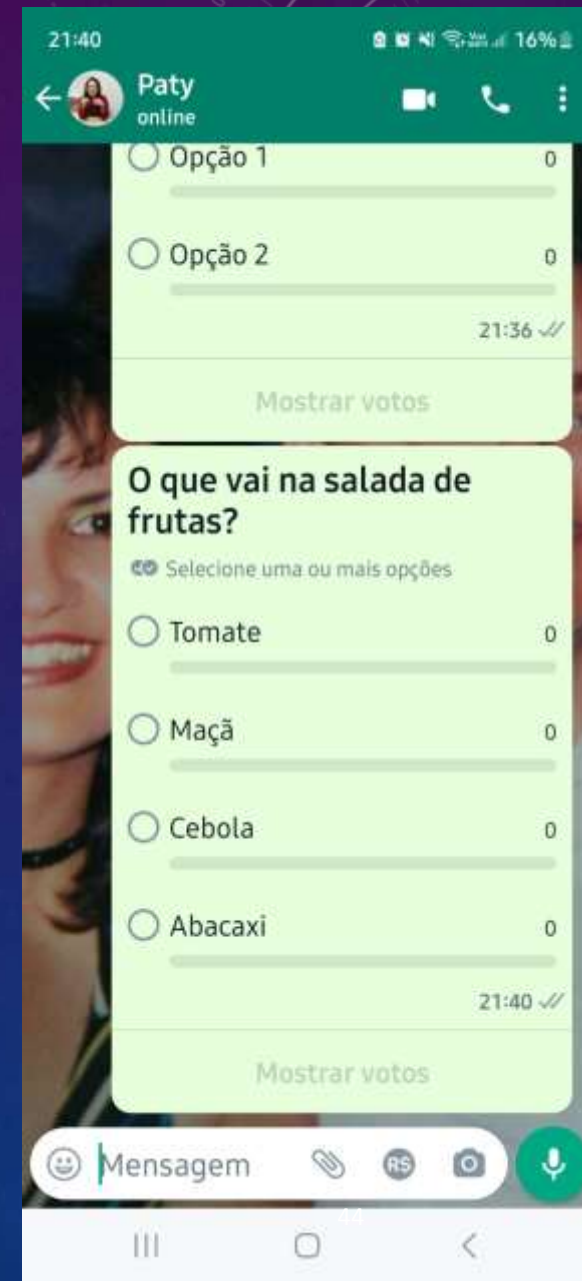 21:40 16%
Paty
online
Opção 1 0
Opção 2 0
21:36
Mostrar votos
O que vai na salada de
frutas?
Selecione uma ou mais opções
Tomate 0
Maçã 0
Cebola 0
Abacaxi 0
21:40
Mostrar votos
Mensagem RS
44